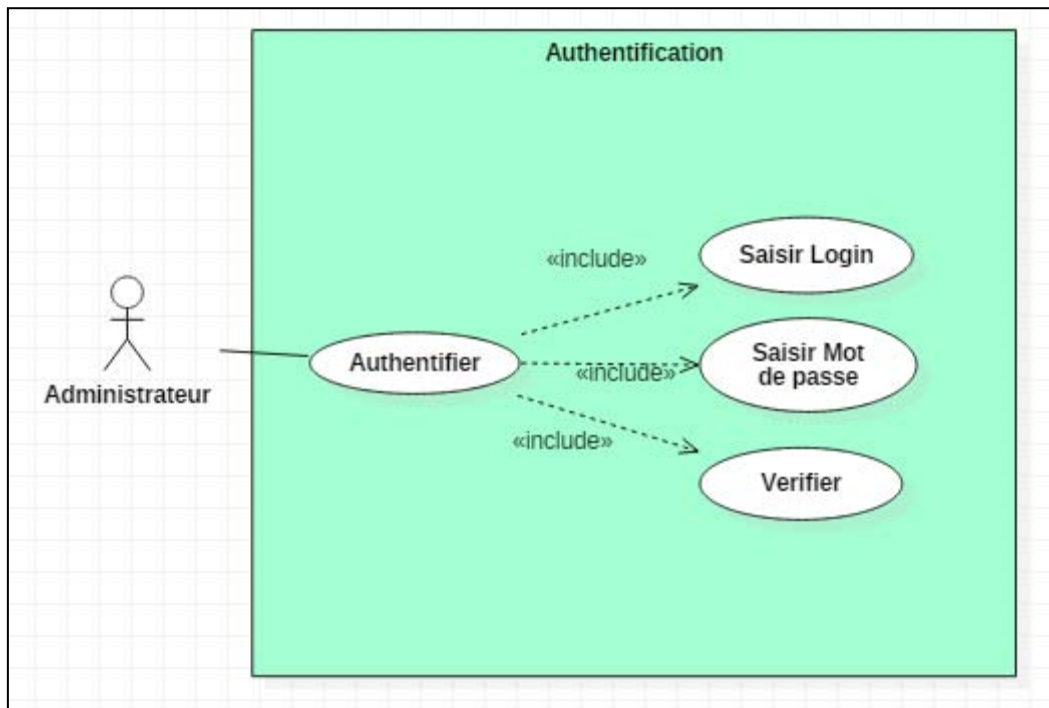 Authentification
«include»
Saisir Login
Administrateur
Authentifier
«include»
Saisir Mot
de passe
«include»
Verifier